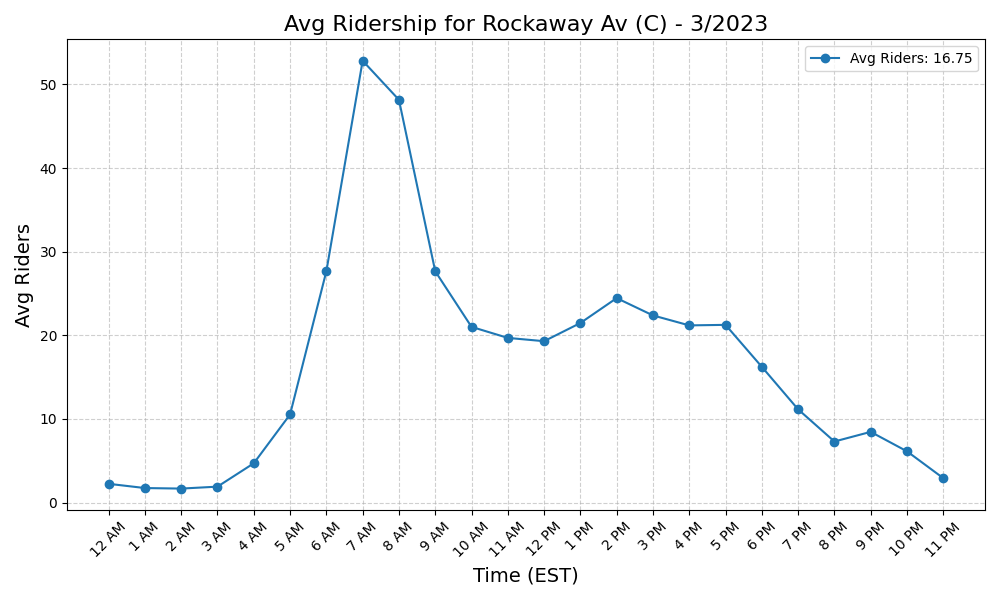 Avg Ridership for Rockaway Av (C) - 3/2023
Avg Riders: 16.75
Avg Riders
50
40
30
20
10
0
12 AM
1 AM
2 AM
3 AM
4 AM
5 AM
6 AM
7 AM
8 AM
9 AM
10 AM
11 AM
12 PM
1 PM
2 PM
3 PM
4 PM
5 PM
6 PM
7 PM
8 PM
9 PM
10 PM
11 PM
Time (EST)